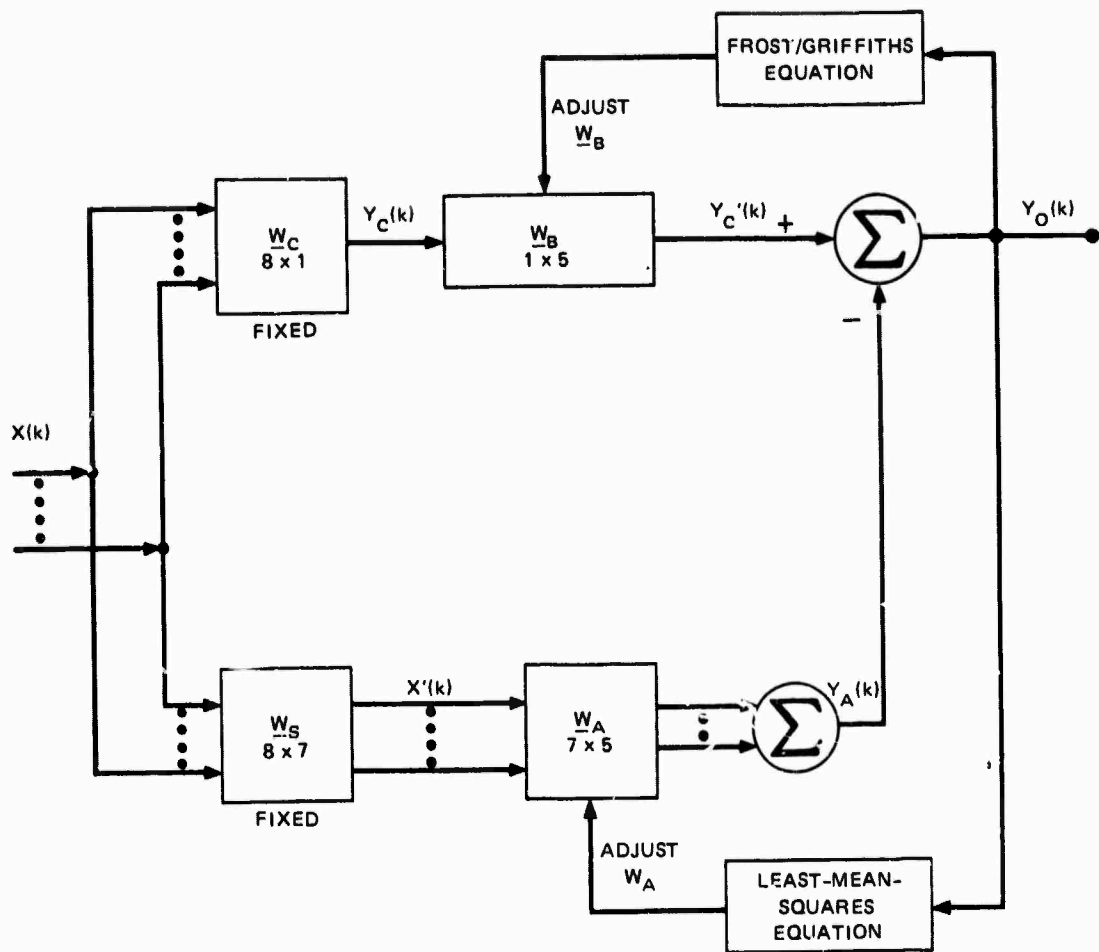 FROST/GRIFFITHS
EQUATION
ADJUST
W_B
W_C
8 x 1
FIXED
Y_C(k)
W_B
1 x 5
Y_C'(k)
+
Σ
Y_O(k)
−
X(k)
W_S
8 x 7
FIXED
X'(k)
W_A
7 x 5
Σ
Y_A(k)
ADJUST
W_A
LEAST-MEAN-
SQUARES
EQUATION